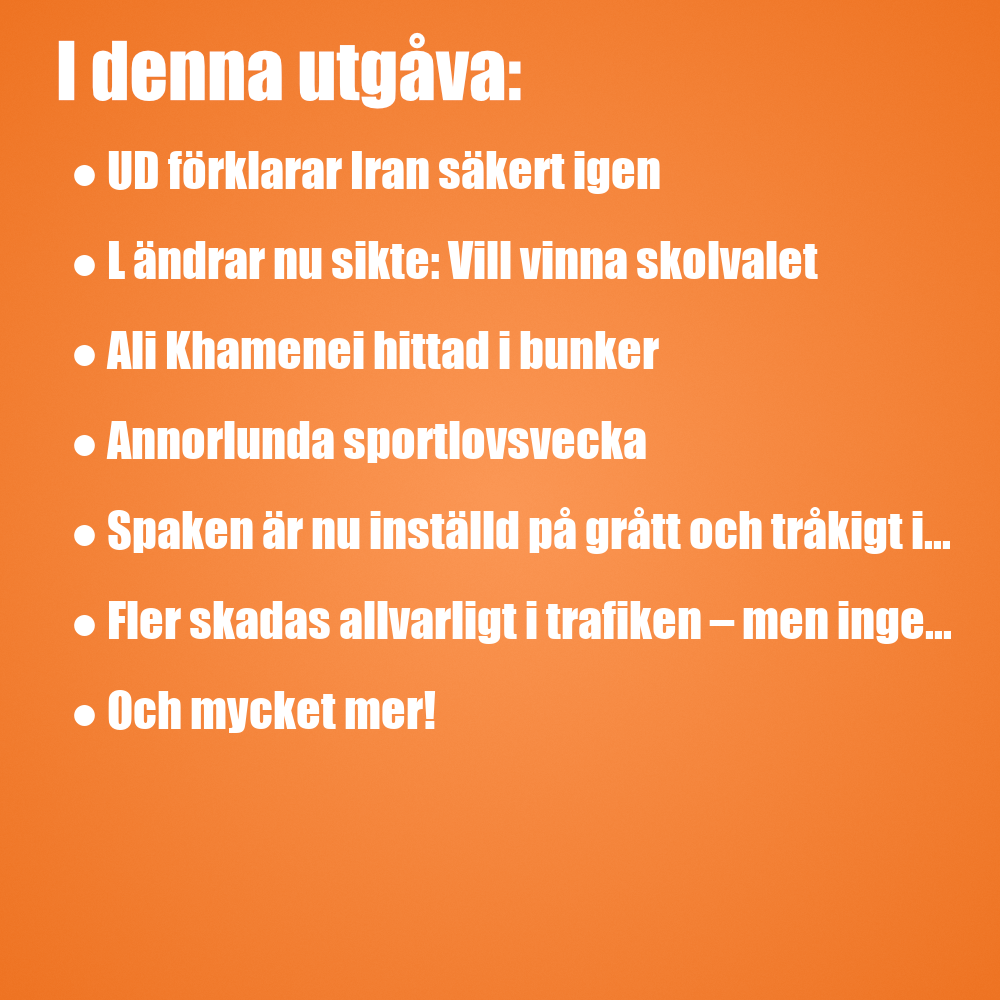 I denna utgåva:
• UD förklarar Iran säkert igen
• L ändrar nu sikte: Vill vinna skolvalet
• Ali Khamenei hittad i bunker
• Annorlunda sportlovsvecka
• Spaken är nu inställd på grått och tråkigt i...
• Fler skadas allvarligt i trafiken – men inge...
• Och mycket mer!